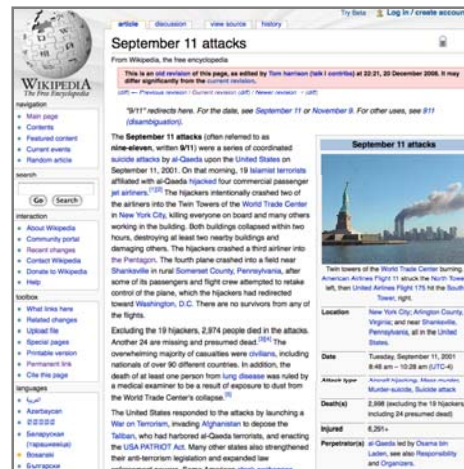 Try Beta Log in / create account
article discussion view source history
WIKIPEDIA
The Free Encyclopedia
navigation
Main page
Contents
Featured content
Current events
Random article
search
Go Search
interaction
About Wikipedia
Community portal
Recent changes
Contact Wikipedia
Donate to Wikipedia
Help
toolbox
What links here
Related changes
Upload file
Special pages
Printable version
Permanent link
Cite this page
languages
العربية
Azərbaycan
Беларуская
(тарашкевіца)
Bosanski
Български
September 11 attacks
From Wikipedia, the free encyclopedia
This is an old revision of this page, as edited by Tom harrison (talk | contribs) at 22:21, 20 December 2008. It may
differ significantly from the current revision.
(diff) ← Previous revision | Current revision (diff) | Newer revision → (diff)
"9/11" redirects here. For the date, see September 11 or November 9. For other uses, see 911
(disambiguation).
The September 11 attacks (often referred to as
nine-eleven, written 9/11) were a series of coordinated
suicide attacks by al-Qaeda upon the United States on
September 11, 2001. On that morning, 19 Islamist terrorists
affiliated with al-Qaeda hijacked four commercial passenger
jet airliners.[1][2] The hijackers intentionally crashed two of
the airliners into the Twin Towers of the World Trade Center
in New York City, killing everyone on board and many others
working in the building. Both buildings collapsed within two
hours, destroying at least two nearby buildings and
damaging others. The hijackers crashed a third airliner into
the Pentagon. The fourth plane crashed into a field near
Shanksville in rural Somerset County, Pennsylvania, after
some of its passengers and flight crew attempted to retake
control of the plane, which the hijackers had redirected
toward Washington, D.C. There are no survivors from any of
the flights.
Excluding the 19 hijackers, 2,974 people died in the attacks.
Another 24 are missing and presumed dead.[3][4] The
overwhelming majority of casualties were civilians, including
nationals of over 90 different countries. In addition, the
death of at least one person from lung disease was ruled by
a medical examiner to be a result of exposure to dust from
the World Trade Center's collapse.[5]
The United States responded to the attacks by launching a
War on Terrorism, invading Afghanistan to depose the
Taliban, who had harbored al-Qaeda terrorists, and enacting
the USA PATRIOT Act. Many other states also strengthened
their anti-terrorism legislation and expanded law
September 11 attacks
Twin towers of the World Trade Center burning.
American Airlines Flight 11 struck the North Tower,
left, then United Airlines Flight 175 hit the South
Tower, right.
Location New York City; Arlington County,
Virginia; and near Shanksville,
Pennsylvania, all in the United
States.
Date Tuesday, September 11, 2001
8:46 am – 10:28 am (UTC-4)
Attack type Aircraft hijacking, Mass murder,
Murder-suicide, Suicide attack
Death(s) 2,998 (excluding the 19 hijackers,
including 24 presumed dead)
Injured 6,291+
Perpetrator(s) al-Qaeda led by Osama bin
Laden, see also Responsibility
and Organizers.